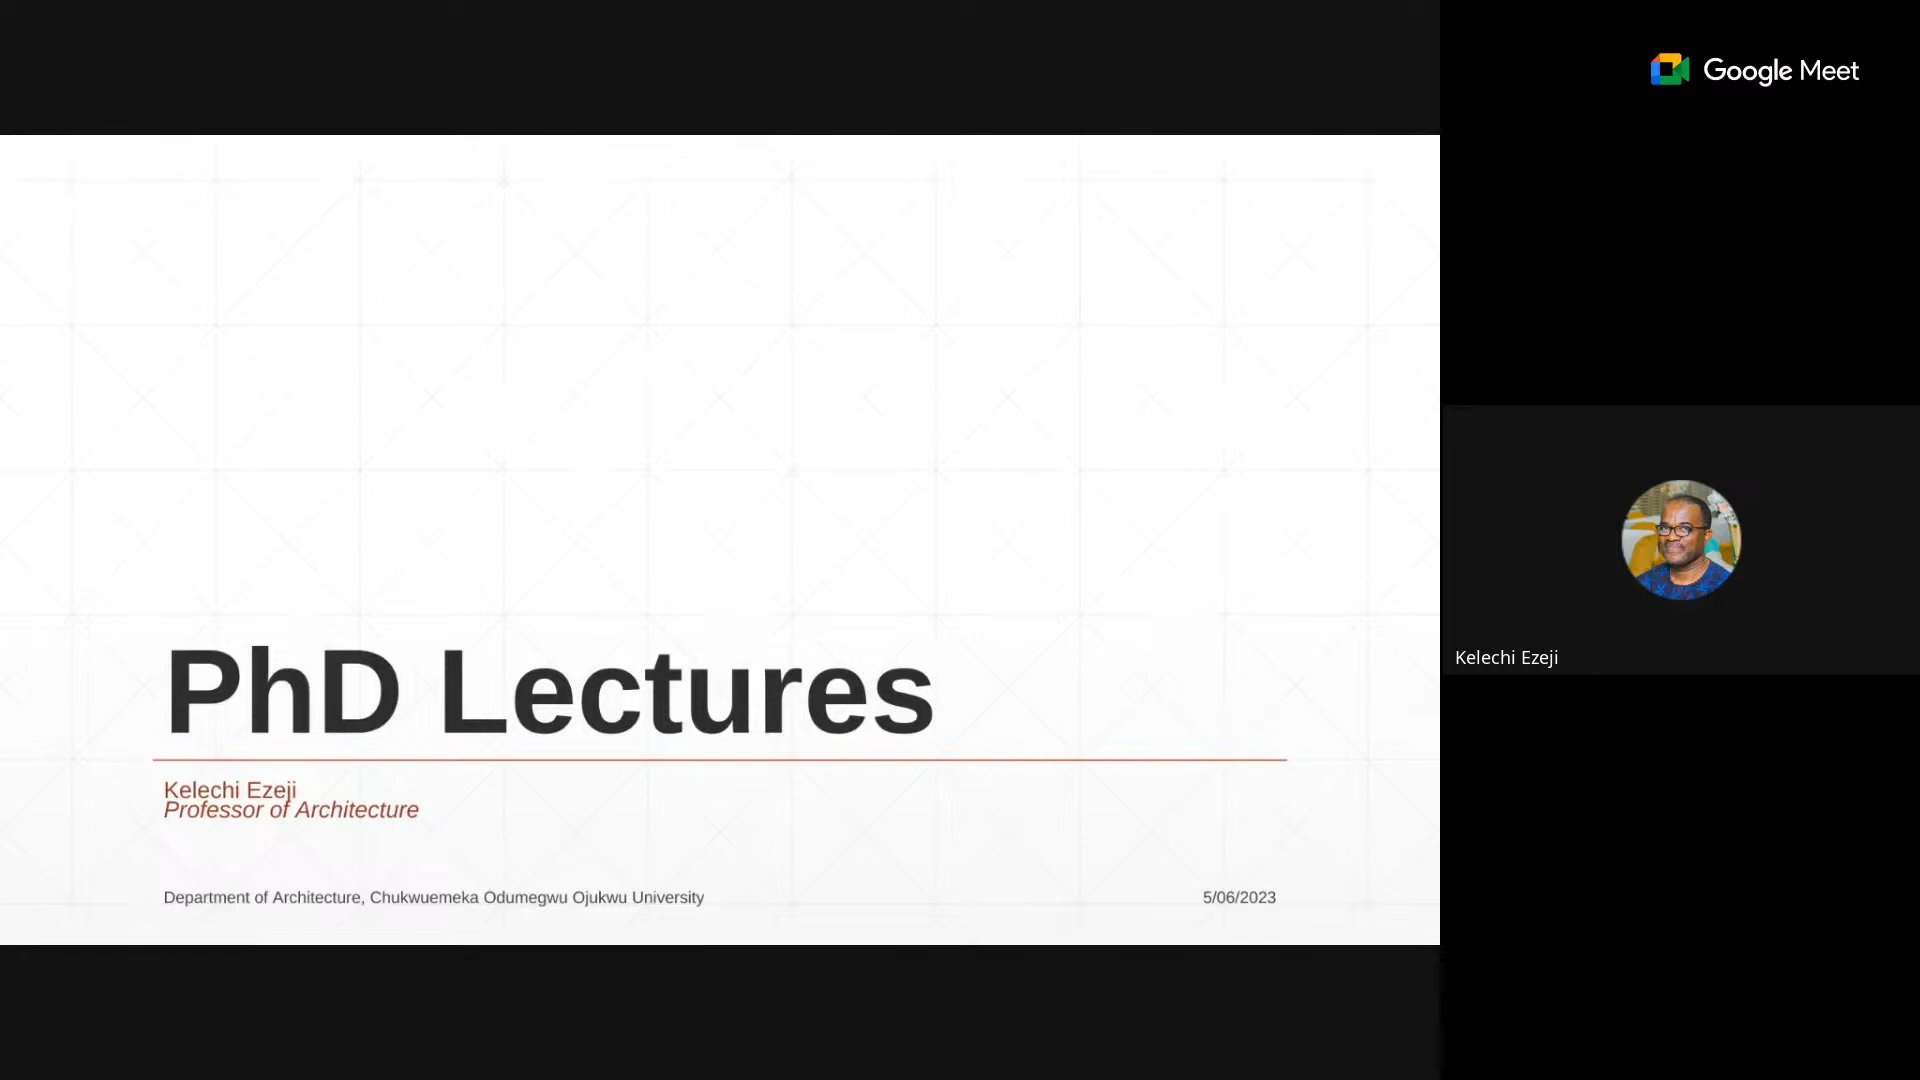 Google Meet
PhD Lectures
Kelechi Ezeji
Professor of Architecture
Department of Architecture, Chukwuemeka Odumegwu Ojukwu University
5/06/2023
Kelechi Ezeji